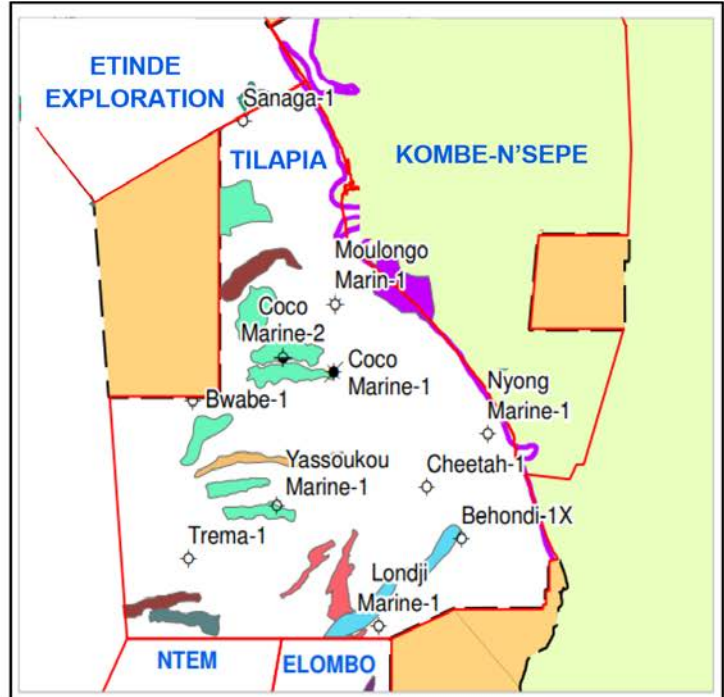 ETINDE
EXPLORATION
Sanaga-1
TILAPIA
KOMBE-N'SEPE
Moulongo
Marin-1
Coco
Marine-2
Coco
Marine-1
Bwabe-1
Nyong
Marine-1
Yassoukou
Marine-1
Cheetah-1
Behondi-1X
Trema-1
Londji
Marine-1
NTEM
ELOMBO